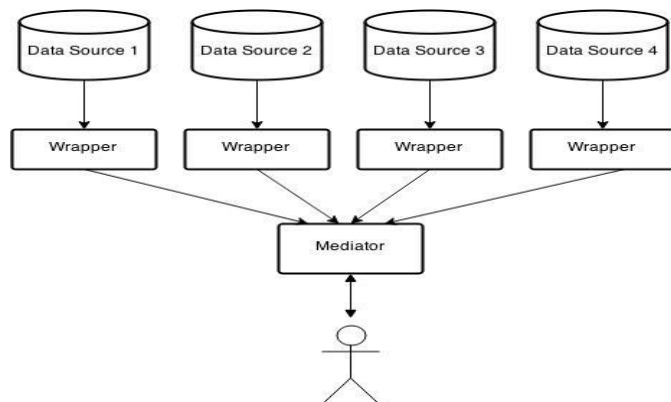 Data Source 1
Data Source 2
Data Source 3
Data Source 4
Wrapper
Wrapper
Wrapper
Wrapper
Mediator